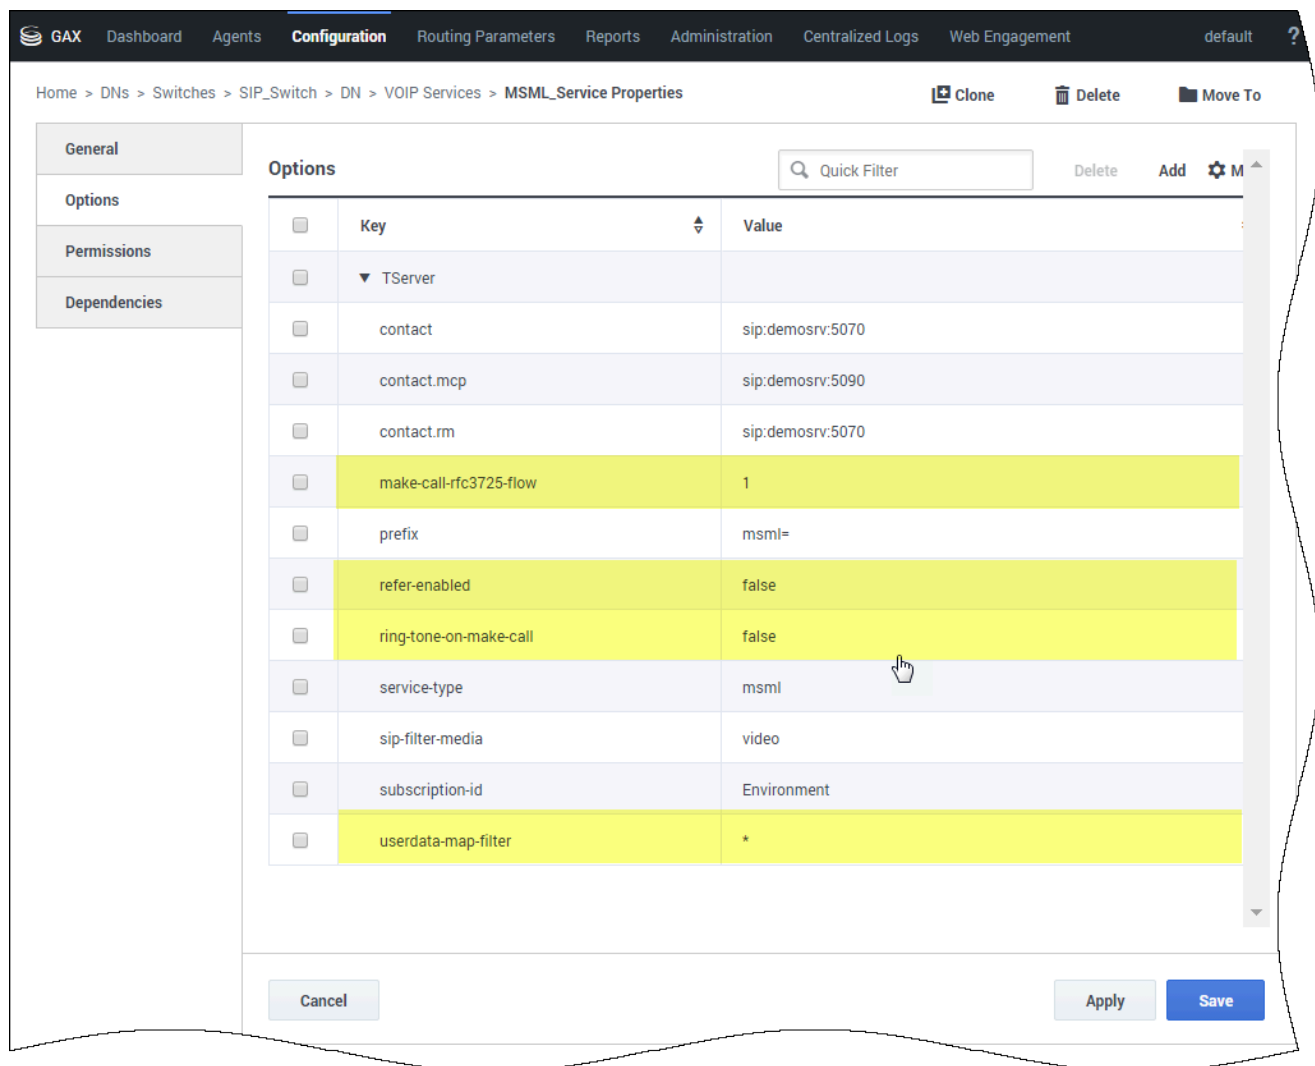 GAX Dashboard Agents Configuration Routing Parameters Reports Administration Centralized Logs Web Engagement default ?
Home > DNs > Switches > SIP_Switch > DN > VOIP Services > MSML_Service Properties Clone Delete Move To
General
Options
Permissions
Dependencies
Options Quick Filter Delete Add M
Key Value
TServer
contact sip:demosrv:5070
contact.mcp sip:demosrv:5090
contact.rm sip:demosrv:5070
make-call-rfc3725-flow 1
prefix msml=
refer-enabled false
ring-tone-on-make-call false
service-type msml
sip-filter-media video
subscription-id Environment
userdata-map-filter *
Cancel Apply Save